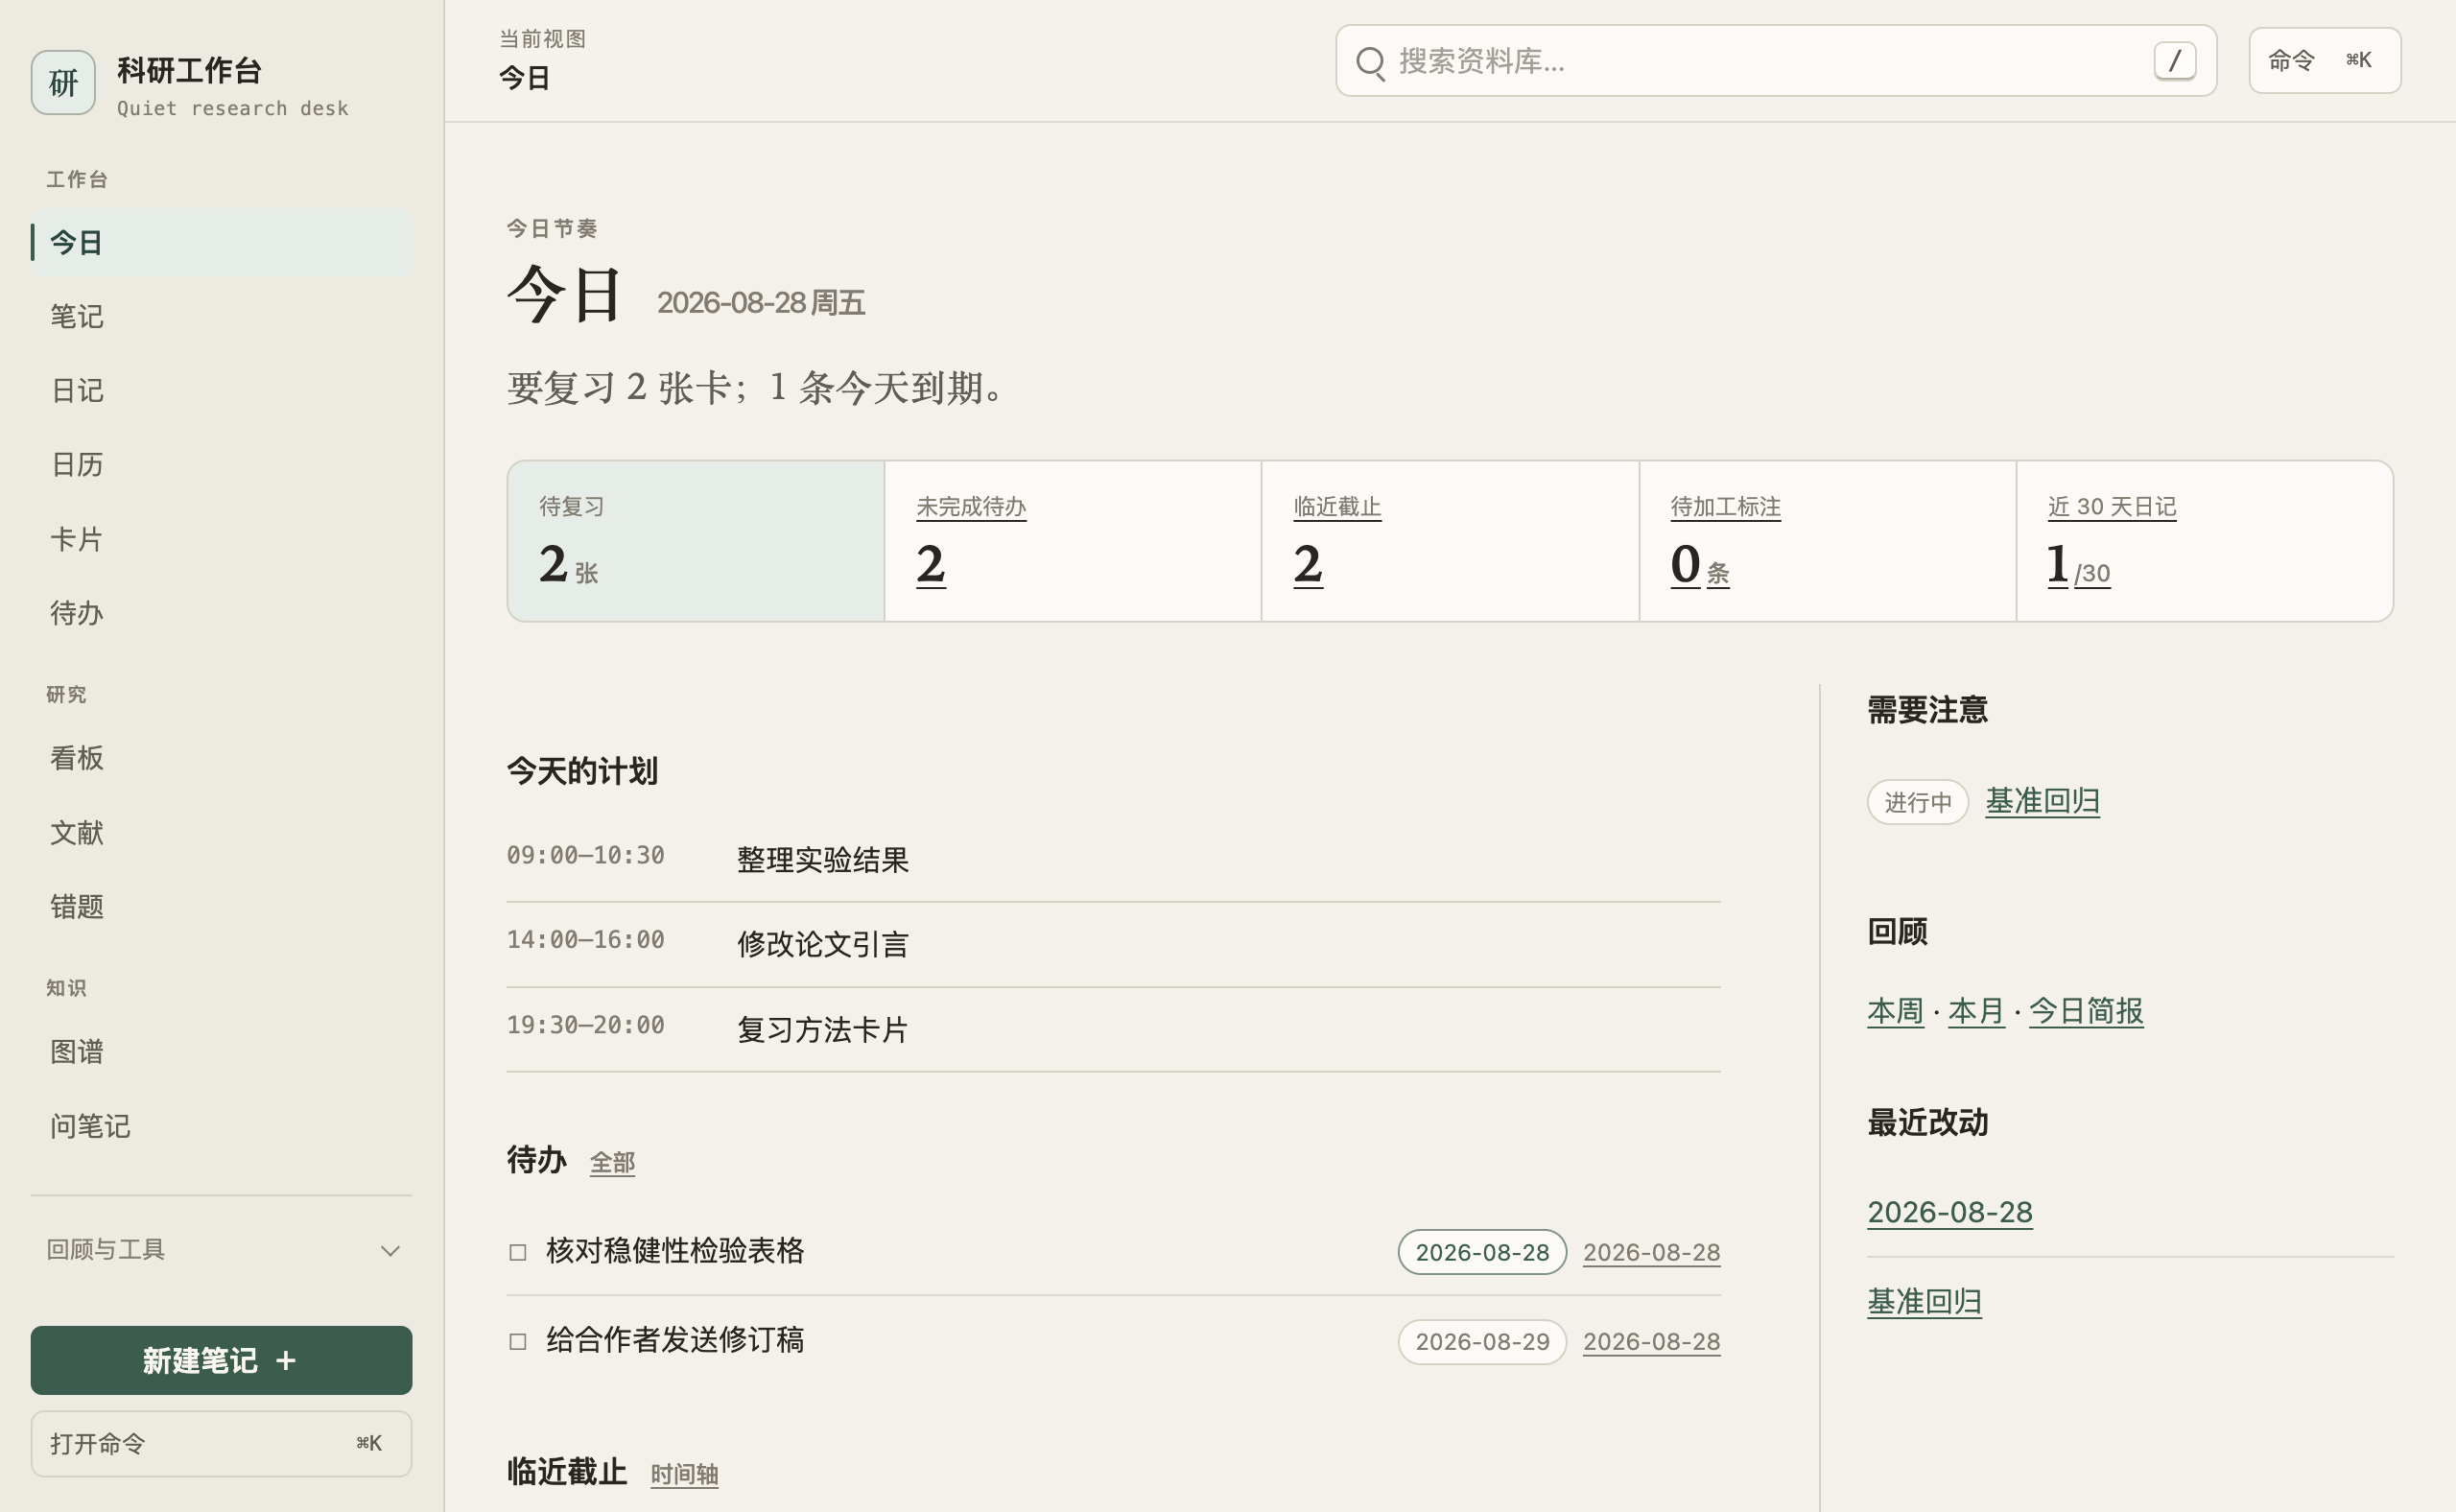 研
科研工作台
Quiet research desk
工作台
今日
笔记
日记
日历
卡片
待办
研究
看板
文献
错题
知识
图谱
问笔记
回顾与工具
新建笔记 +
打开命令 ⌘K
当前视图
今日
搜索资料库... /
命令 ⌘K
今日节奏
今日 2026-08-28 周五
要复习 2 张卡；1 条今天到期。
待复习
2 张
未完成待办
2
临近截止
2
待加工标注
0 条
近 30 天日记
1 /30
今天的计划
09:00–10:30 整理实验结果
14:00–16:00 修改论文引言
19:30–20:00 复习方法卡片
待办 全部
核对稳健性检验表格 2026-08-28 2026-08-28
给合作者发送修订稿 2026-08-29 2026-08-28
临近截止 时间轴
需要注意
进行中 基准回归
回顾
本周 · 本月 · 今日简报
最近改动
2026-08-28
基准回归